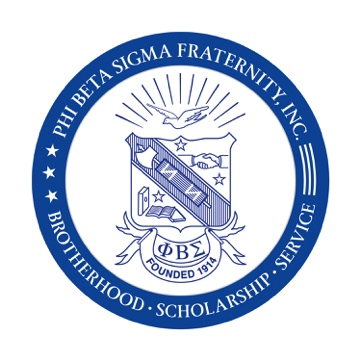 PHI BETA SIGMA FRATERNITY, INC.
ΦΒΣ
FOUNDED 1914
BROTHERHOOD · SCHOLARSHIP · SERVICE